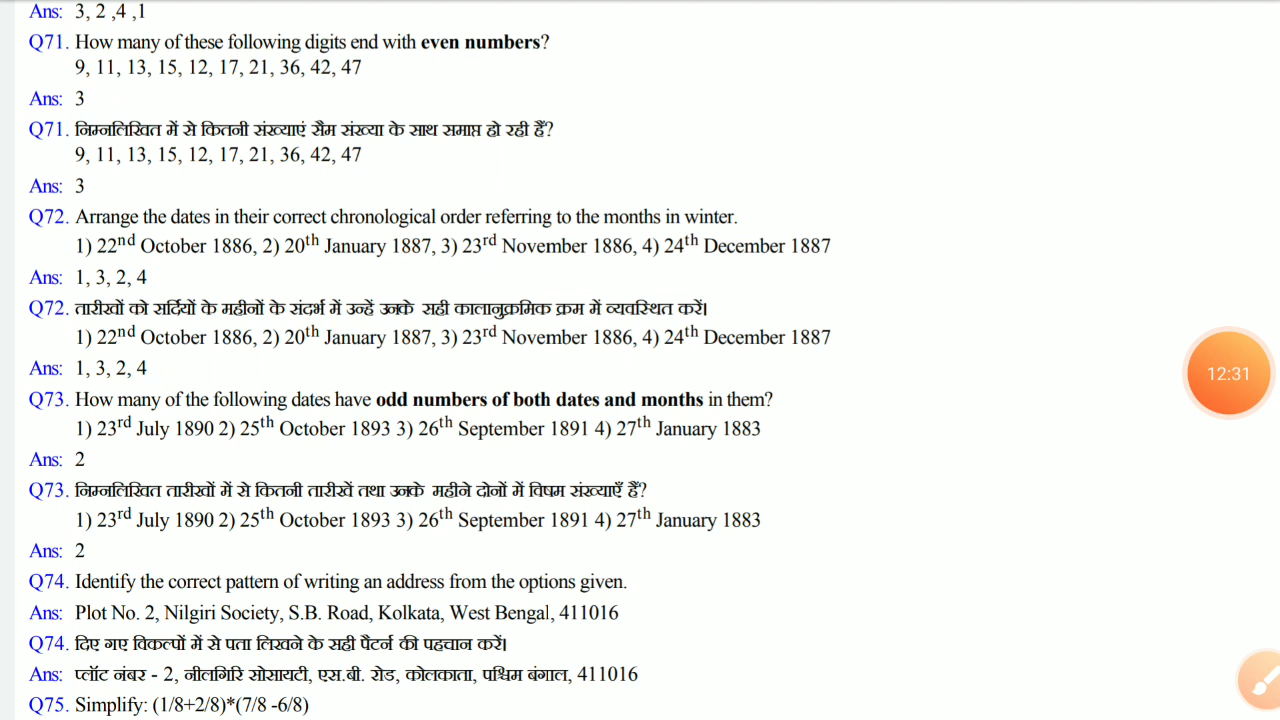 Ans: 3, 2 ,4 ,1
Q71. How many of these following digits end with even numbers?
9, 11, 13, 15, 12, 17, 21, 36, 42, 47
Ans: 3
Q71. निम्नलिखित में से कितनी संख्याएं सैम संख्या के साथ समाप्त हो रही हैं?
9, 11, 13, 15, 12, 17, 21, 36, 42, 47
Ans: 3
Q72. Arrange the dates in their correct chronological order referring to the months in winter.
1) 22nd October 1886, 2) 20th January 1887, 3) 23rd November 1886, 4) 24th December 1887
Ans: 1, 3, 2, 4
Q72. तारीखों को सर्दियों के महीनों के संदर्भ में उन्हें उनके सही कालानुक्रमिक क्रम में व्यवस्थित करें।
1) 22nd October 1886, 2) 20th January 1887, 3) 23rd November 1886, 4) 24th December 1887
Ans: 1, 3, 2, 4
Q73. How many of the following dates have odd numbers of both dates and months in them?
1) 23rd July 1890 2) 25th October 1893 3) 26th September 1891 4) 27th January 1883
Ans: 2
Q73. निम्नलिखित तारीखों में से कितनी तारीखें तथा उनके महीने दोनों में विषम संख्याएँ हैं?
1) 23rd July 1890 2) 25th October 1893 3) 26th September 1891 4) 27th January 1883
Ans: 2
Q74. Identify the correct pattern of writing an address from the options given.
Ans: Plot No. 2, Nilgiri Society, S.B. Road, Kolkata, West Bengal, 411016
Q74. दिए गए विकल्पों में से पता लिखने के सही पैटर्न की पहचान करें।
Ans: प्लॉट नंबर - 2, नीलगिरि सोसायटी, एस.बी. रोड, कोलकाता, पश्चिम बंगाल, 411016
Q75. Simplify: (1/8+2/8)*(7/8 -6/8)
12:31